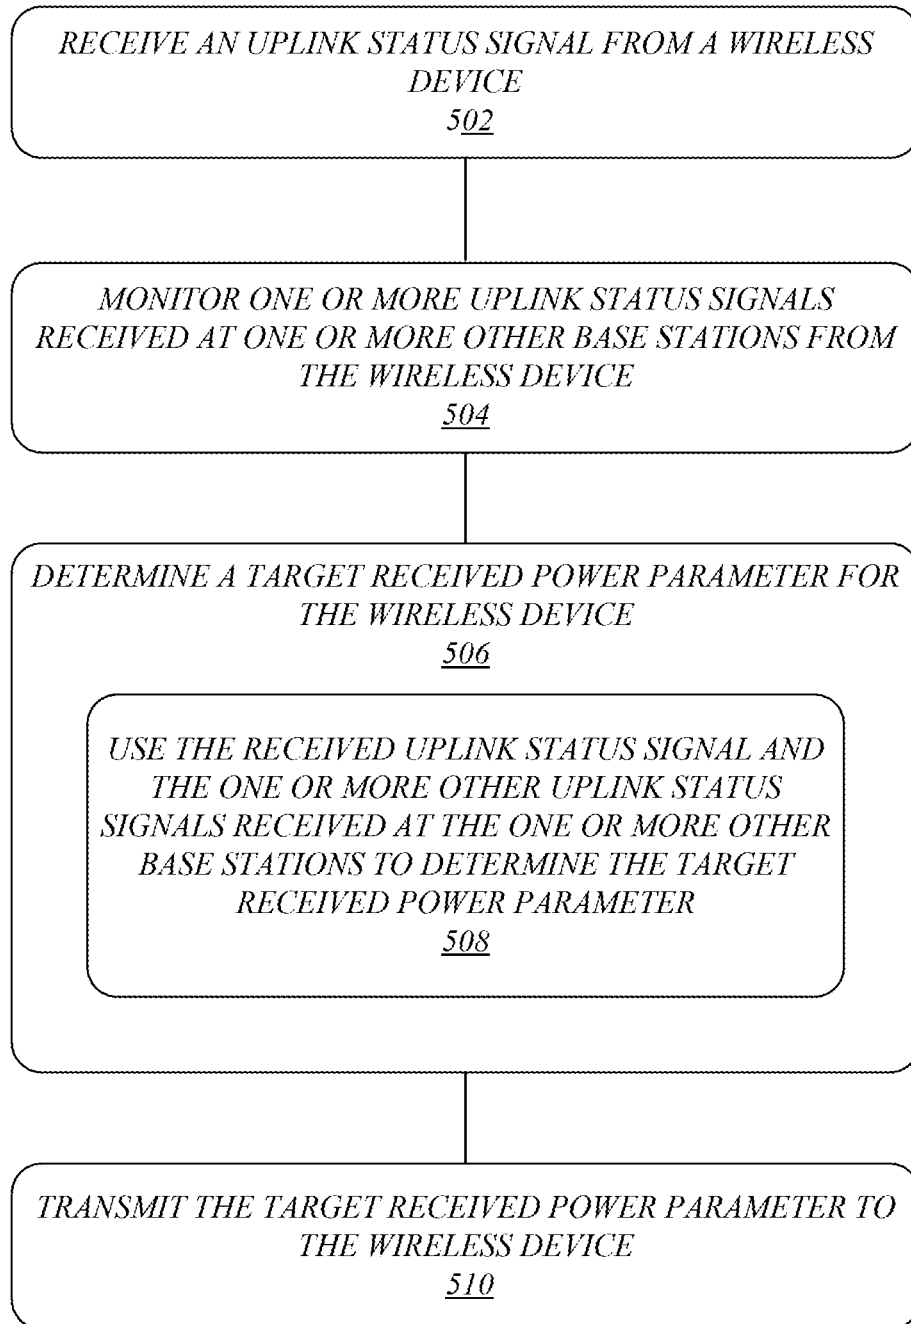 RECEIVE AN UPLINK STATUS SIGNAL FROM A WIRELESS
DEVICE
502
MONITOR ONE OR MORE UPLINK STATUS SIGNALS
RECEIVED AT ONE OR MORE OTHER BASE STATIONS FROM
THE WIRELESS DEVICE
504
DETERMINE A TARGET RECEIVED POWER PARAMETER FOR
THE WIRELESS DEVICE
506
USE THE RECEIVED UPLINK STATUS SIGNAL AND
THE ONE OR MORE OTHER UPLINK STATUS
SIGNALS RECEIVED AT THE ONE OR MORE OTHER
BASE STATIONS TO DETERMINE THE TARGET
RECEIVED POWER PARAMETER
508
TRANSMIT THE TARGET RECEIVED POWER PARAMETER TO
THE WIRELESS DEVICE
510